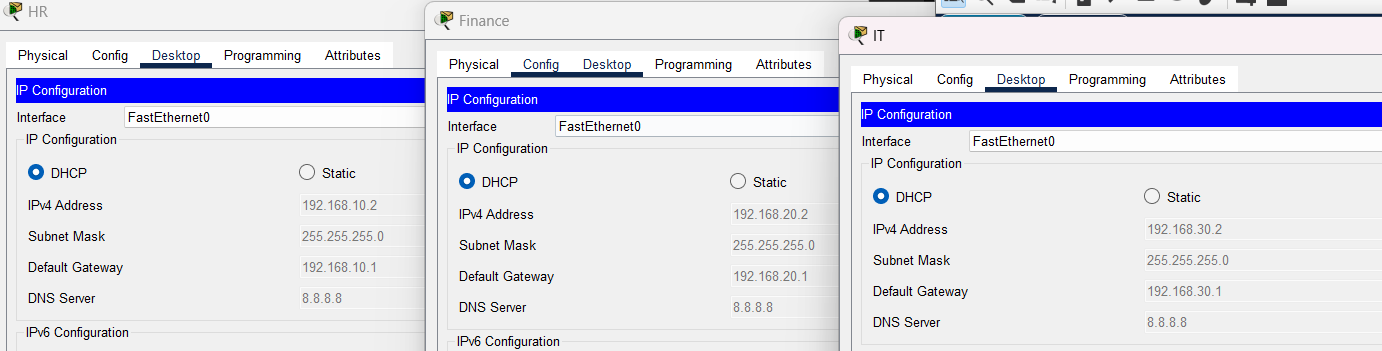 HR
Physical Config Desktop Programming Attributes
IP Configuration
Interface FastEthernet0
IP Configuration
DHCP Static
IPv4 Address 192.168.10.2
Subnet Mask 255.255.255.0
Default Gateway 192.168.10.1
DNS Server 8.8.8.8
IPv6 Configuration
Finance
Physical Config Desktop Programming Attributes
IP Configuration
Interface FastEthernet0
IP Configuration
DHCP Static
IPv4 Address 192.168.20.2
Subnet Mask 255.255.255.0
Default Gateway 192.168.20.1
DNS Server 8.8.8.8
IPv6 Configuration
IT
Physical Config Desktop Programming Attributes
IP Configuration
Interface FastEthernet0
IP Configuration
DHCP Static
IPv4 Address 192.168.30.2
Subnet Mask 255.255.255.0
Default Gateway 192.168.30.1
DNS Server 8.8.8.8